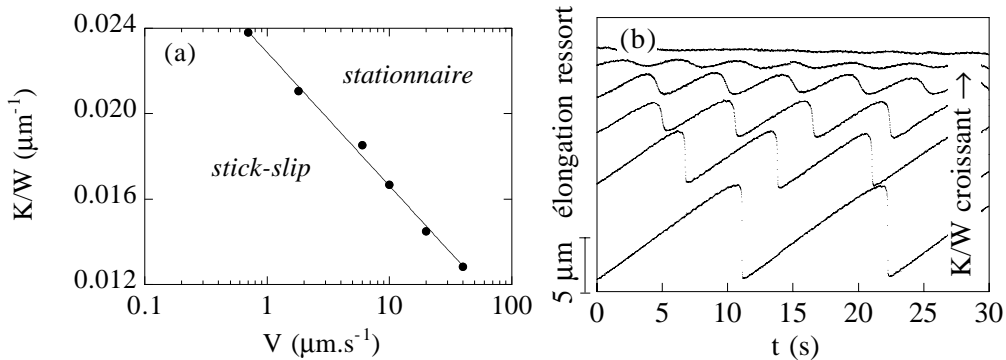 (a)
stationnaire
stick-slip
K/W (μm⁻¹)
0.024
0.020
0.016
0.012
0.1
1
10
100
V (μm.s⁻¹)
(b)
élongation ressort
5 μm
K/W croissant →
0
5
10
15
20
25
30
t (s)